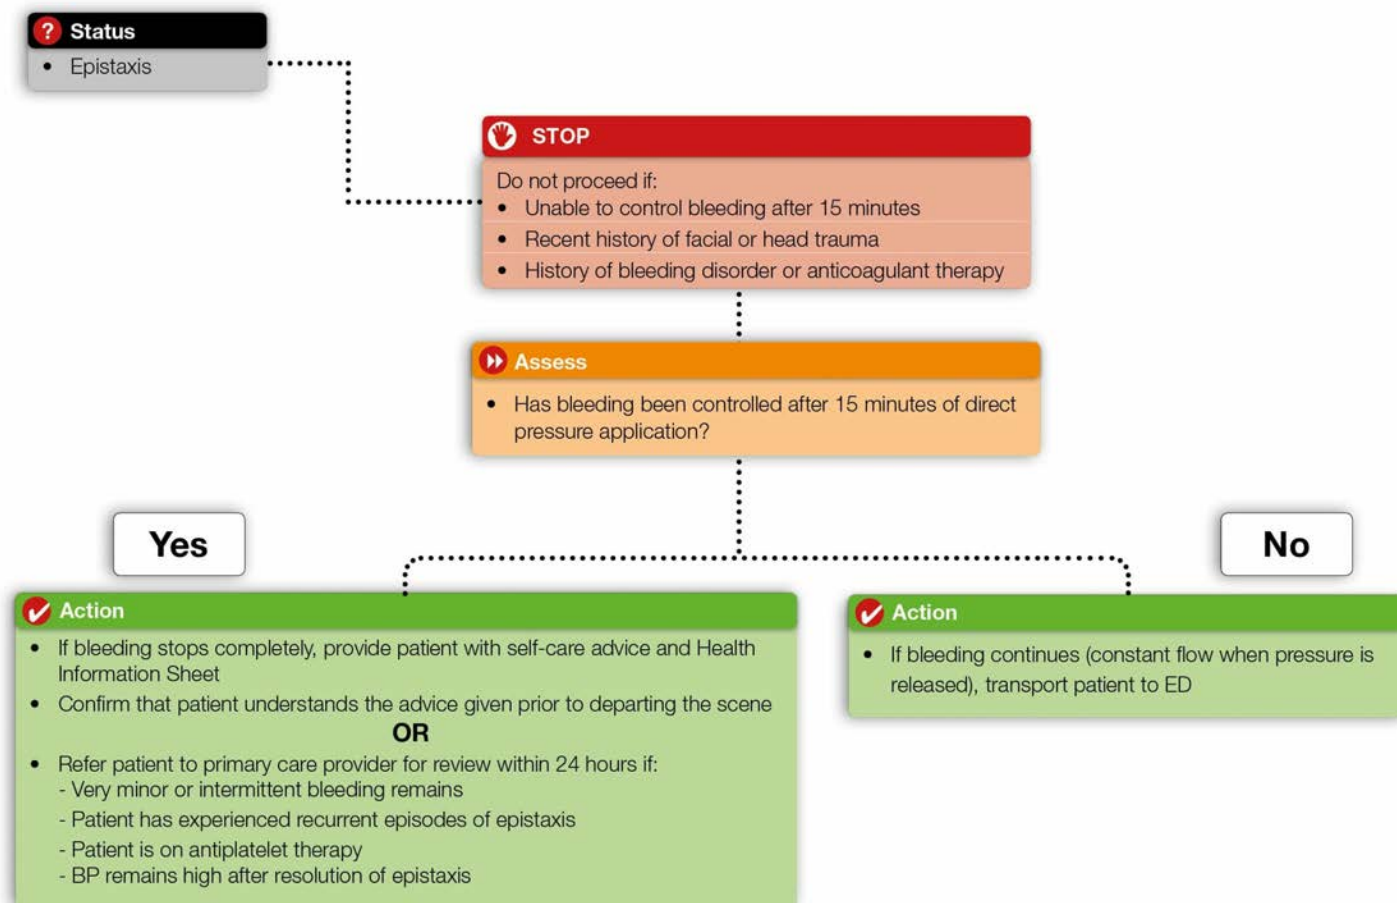 ? Status
• Epistaxis
STOP
Do not proceed if:
• Unable to control bleeding after 15 minutes
• Recent history of facial or head trauma
• History of bleeding disorder or anticoagulant therapy
Assess
• Has bleeding been controlled after 15 minutes of direct
pressure application?
Yes
No
Action
• If bleeding stops completely, provide patient with self-care advice and Health
Information Sheet
• Confirm that patient understands the advice given prior to departing the scene
OR
• Refer patient to primary care provider for review within 24 hours if:
- Very minor or intermittent bleeding remains
- Patient has experienced recurrent episodes of epistaxis
- Patient is on antiplatelet therapy
- BP remains high after resolution of epistaxis
Action
• If bleeding continues (constant flow when pressure is
released), transport patient to ED